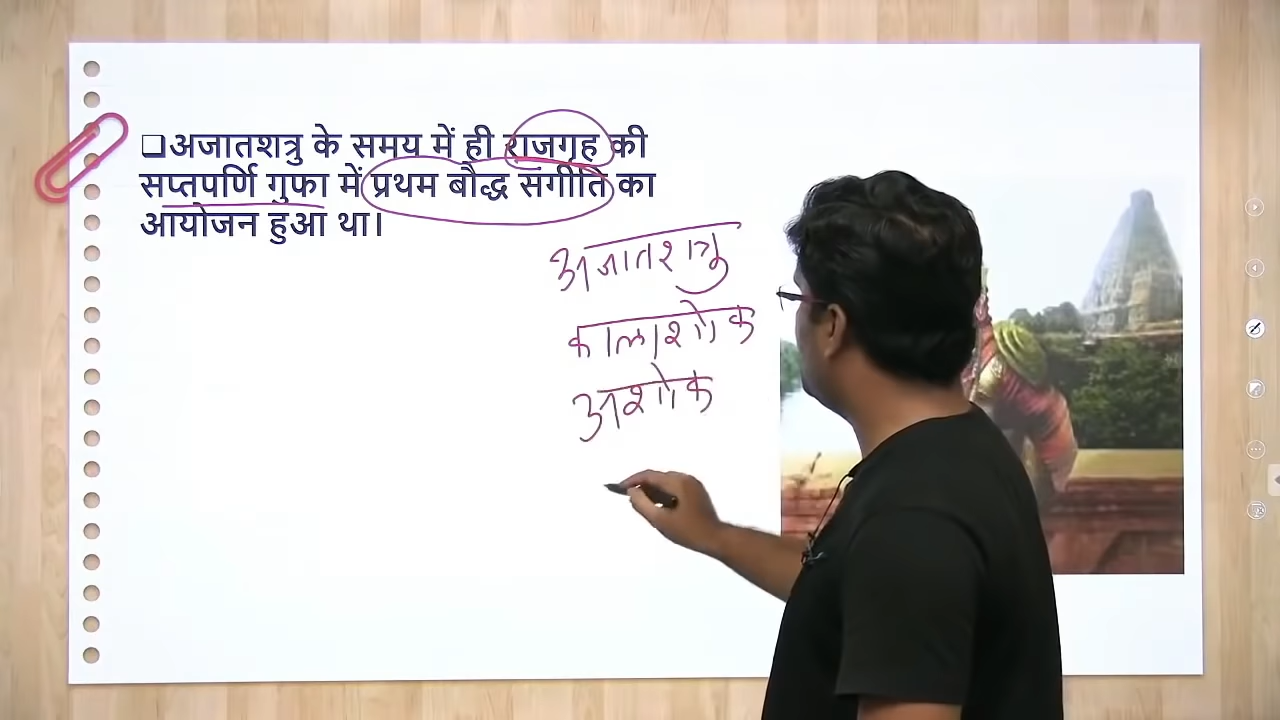 ❑अजातशत्रु के समय में ही राजगृह की
सप्तपर्णि गुफा में प्रथम बौद्ध संगीति का
आयोजन हुआ था।
अजातशत्रु
कालाशोक
अशोक